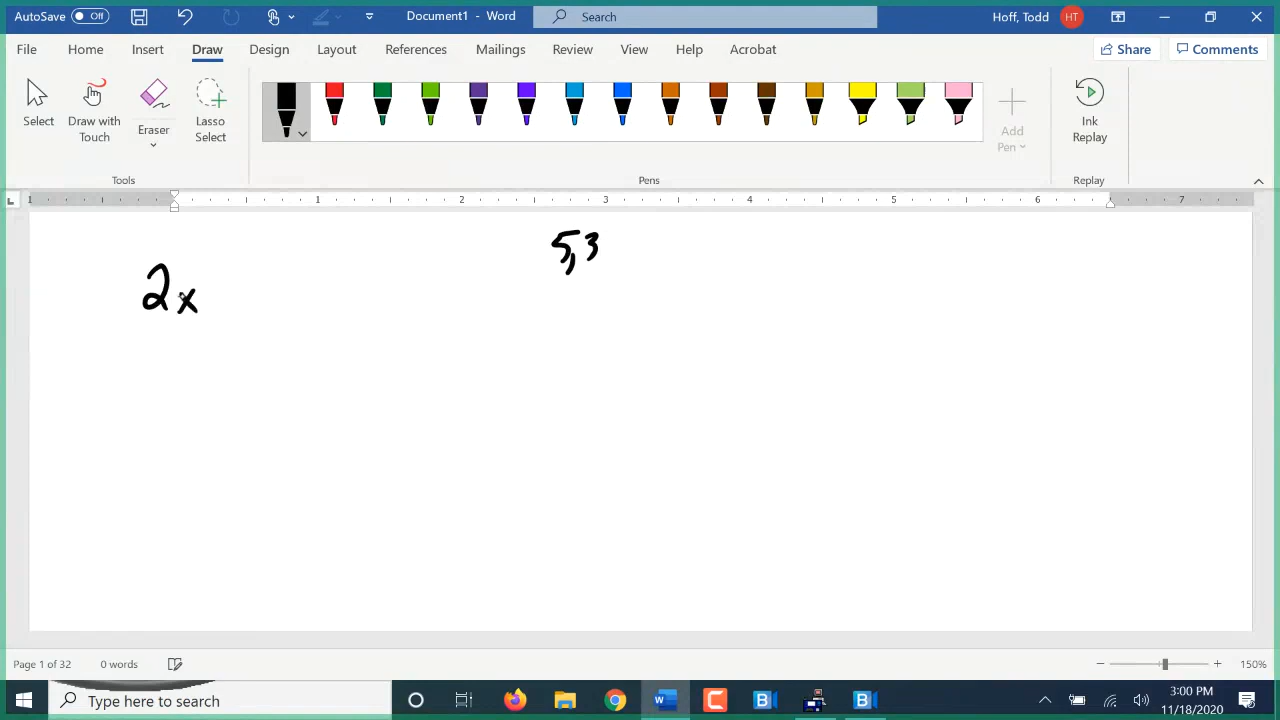 AutoSave Off Document1 - Word Search Hoff, Todd HT
File Home Insert Draw Design Layout References Mailings Review View Help Acrobat Share Comments
Select Draw with Touch Eraser Lasso Select Add Pen Ink Replay
Tools Pens Replay
1 1 2 3 4 5 6 7
5,3
2x
Page 1 of 32 0 words 150%
Type here to search 3:00 PM
11/18/2020